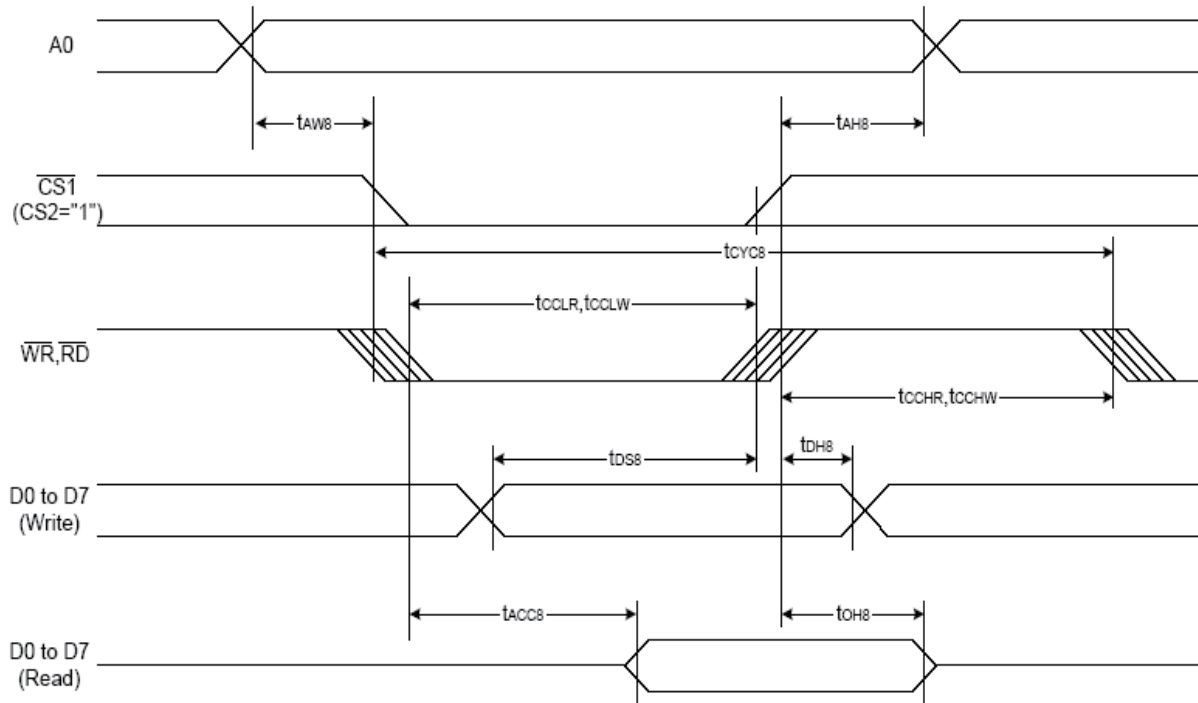 A0
tAW8
tAH8
CS1
(CS2="1")
tCYC8
tCCLR,tCCLW
WR,RD
tCCHR,tCCHW
tDS8
tDH8
D0 to D7
(Write)
tACC8
tOH8
D0 to D7
(Read)